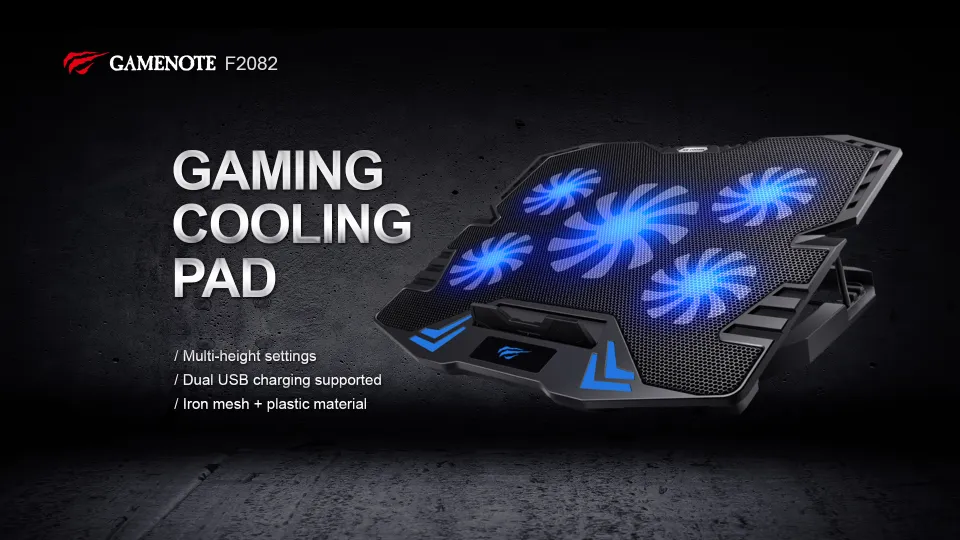 GAMENOTE F2082
GAMING
COOLING
PAD
/ Multi-height settings
/ Dual USB charging supported
/ Iron mesh + plastic material